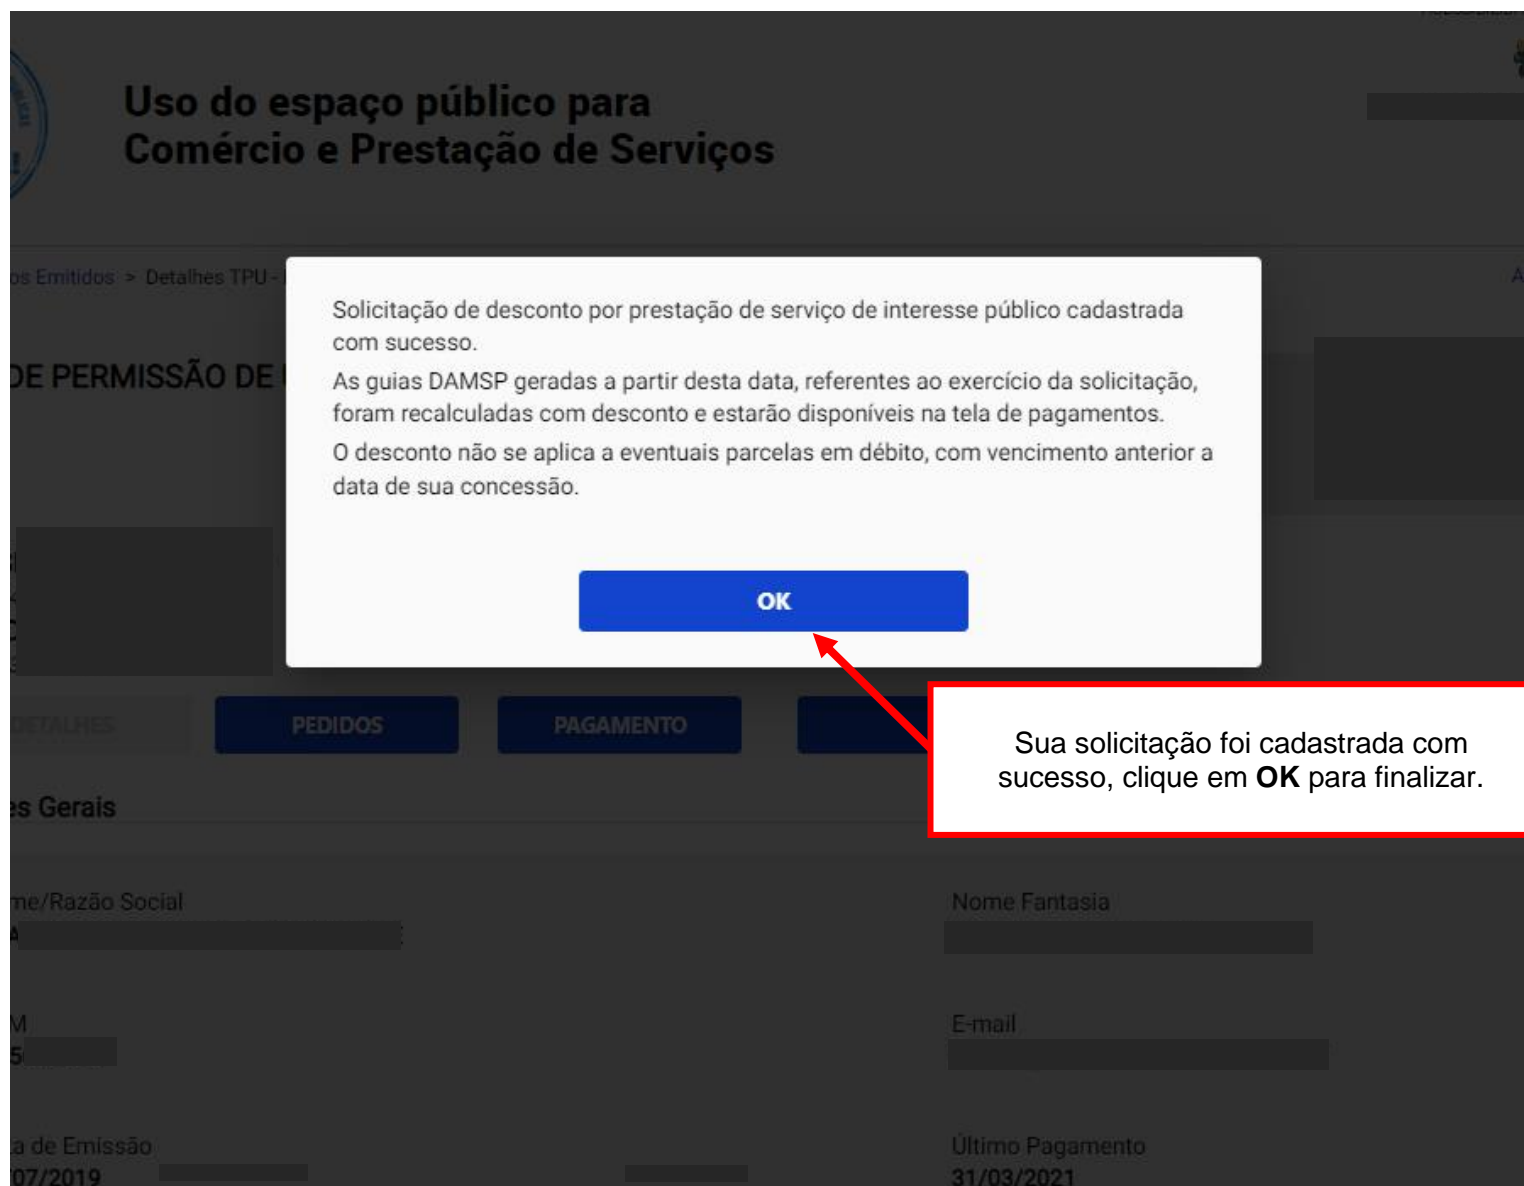 Uso do espaço público para
Comércio e Prestação de Serviços
os Emitidos > Detalhes TPU -
Solicitação de desconto por prestação de serviço de interesse público cadastrada
com sucesso.
As guias DAMSP geradas a partir desta data, referentes ao exercício da solicitação,
foram recalculadas com desconto e estarão disponíveis na tela de pagamentos.
O desconto não se aplica a eventuais parcelas em débito, com vencimento anterior a
data de sua concessão.
DE PERMISSÃO DE
OK
DETALHES
PEDIDOS
PAGAMENTO
Sua solicitação foi cadastrada com
sucesso, clique em OK para finalizar.
es Gerais
me/Razão Social
Nome Fantasia
M
E-mail
5
a de Emissão
Último Pagamento
/07/2019
31/03/2021